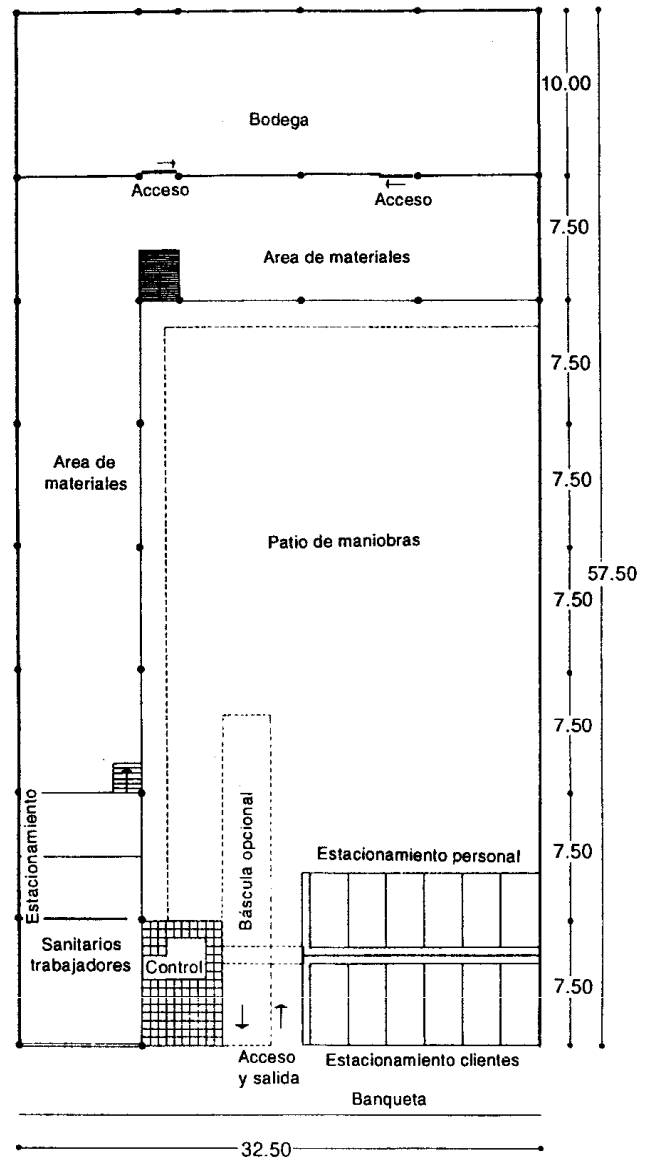 10.00
Bodega
Acceso
Acceso
7.50
Area de materiales
7.50
Area de
materiales
7.50
Patio de maniobras
7.50
57.50
7.50
Estacionamiento
Báscula opcional
Estacionamiento personal
7.50
Sanitarios
trabajadores
Control
7.50
Acceso
y salida
Estacionamiento clientes
Banqueta
32.50